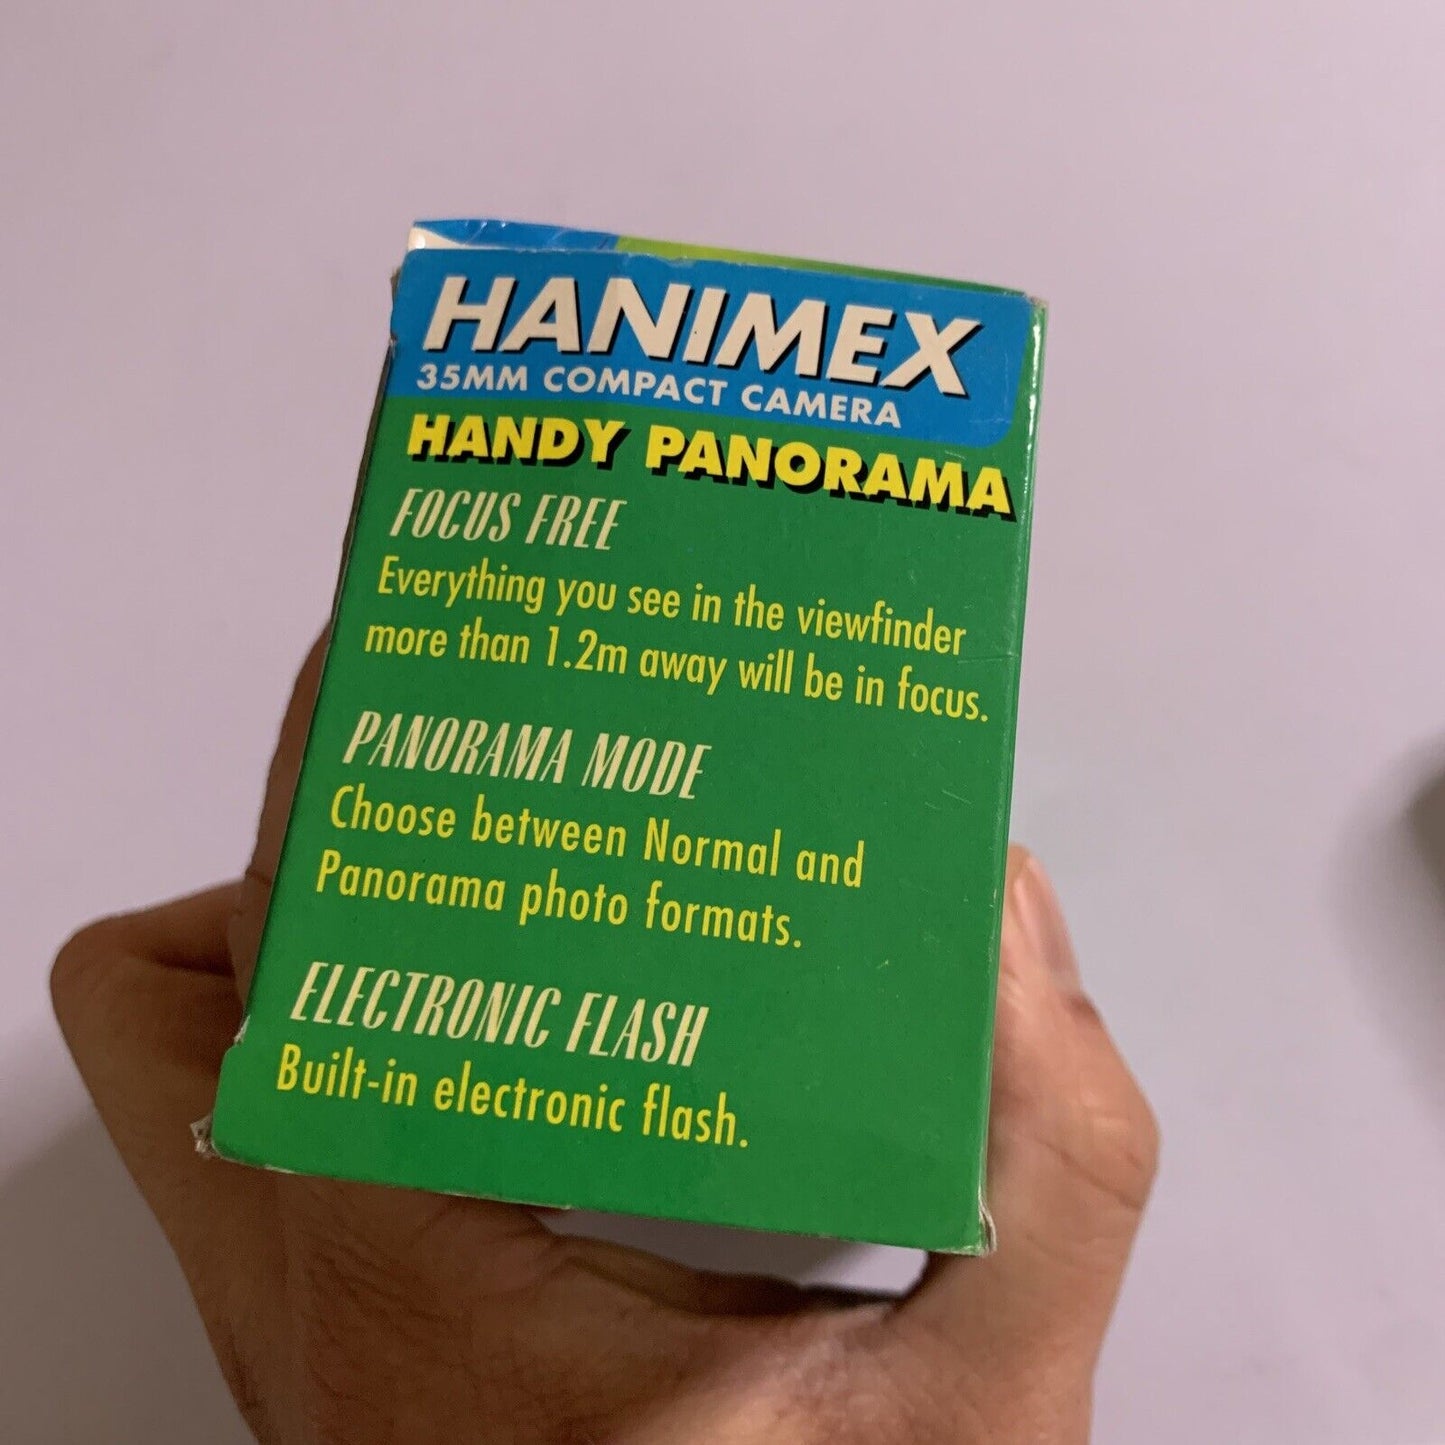 HANIMEX
35MM COMPACT CAMERA
HANDY PANORAMA
FOCUS FREE
Everything you see in the viewfinder
more than 1.2m away will be in focus.
PANORAMA MODE
Choose between Normal and
Panorama photo formats.
ELECTRONIC FLASH
Built-in electronic flash.